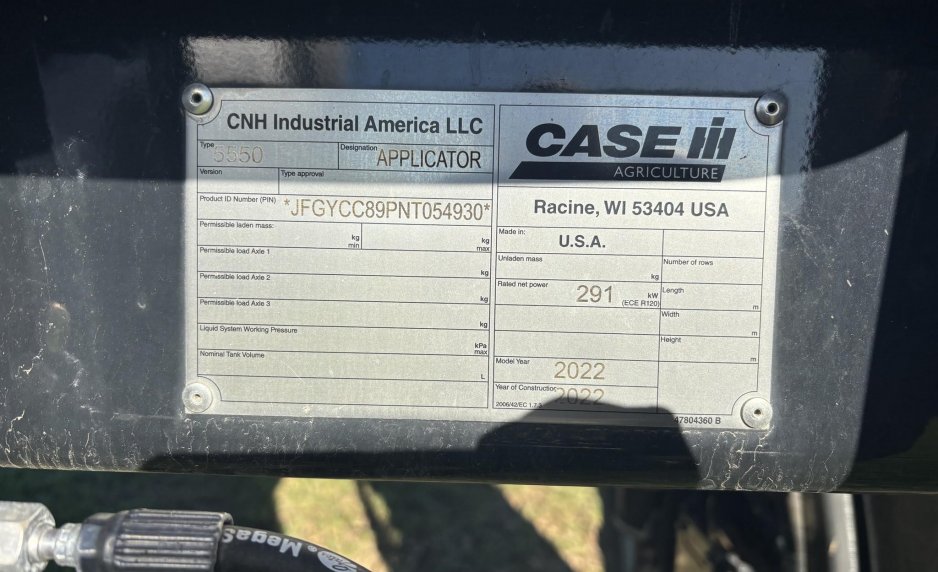 CNH Industrial America LLC
Type
5550
Designation
APPLICATOR
Version
Type approval
Product ID Number (PIN)
*JFGYCC89PNT054930*
Permissible laden mass:
kg
min
kg
max
Permissible load Axle 1
kg
Permissible load Axle 2
kg
Permissible load Axle 3
kg
Liquid System Working Pressure
kPa
max
Nominal Tank Volume
L
CASE IH
AGRICULTURE
Racine, WI 53404 USA
Made in:
U.S.A.
Unladen mass
kg
Number of rows
Rated net power
291
kW
(ECE R120)
Length
m
Width
m
Height
m
Model Year
2022
Year of Construction
2022
2006/42/EC 1.7.3
47804360 B